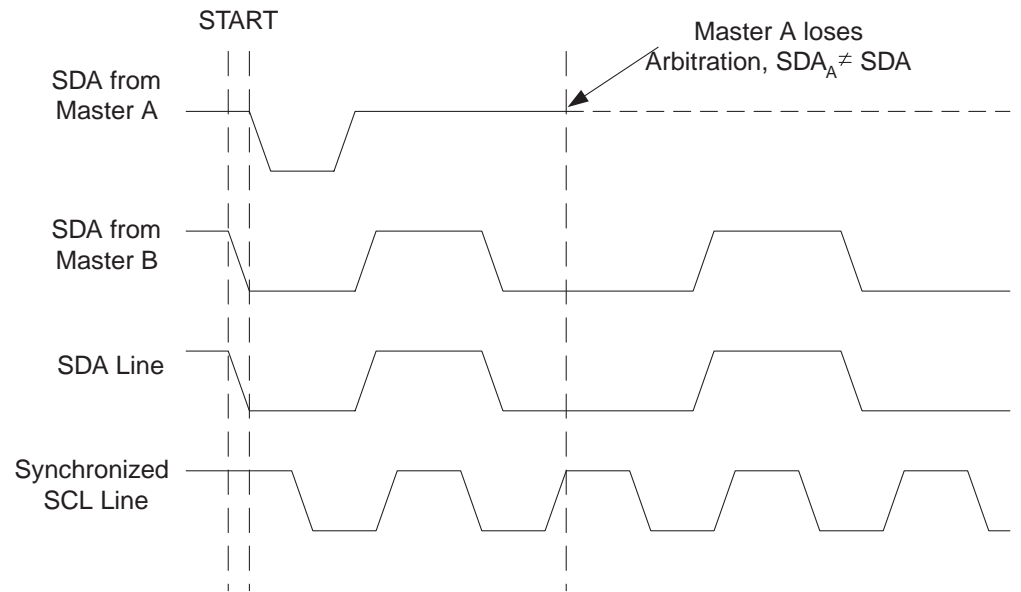 START
Master A loses
Arbitration, SDA_A ≠ SDA
SDA from
Master A
SDA from
Master B
SDA Line
Synchronized
SCL Line